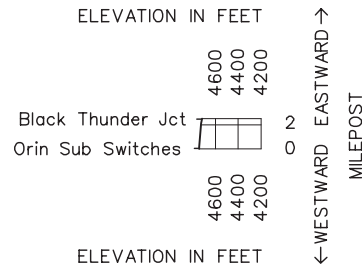 ELEVATION IN FEET
4600
4400
4200
Black Thunder Jct
2
Orin Sub Switches
0
4600
4400
4200
ELEVATION IN FEET
←WESTWARD EASTWARD→
MILEPOST